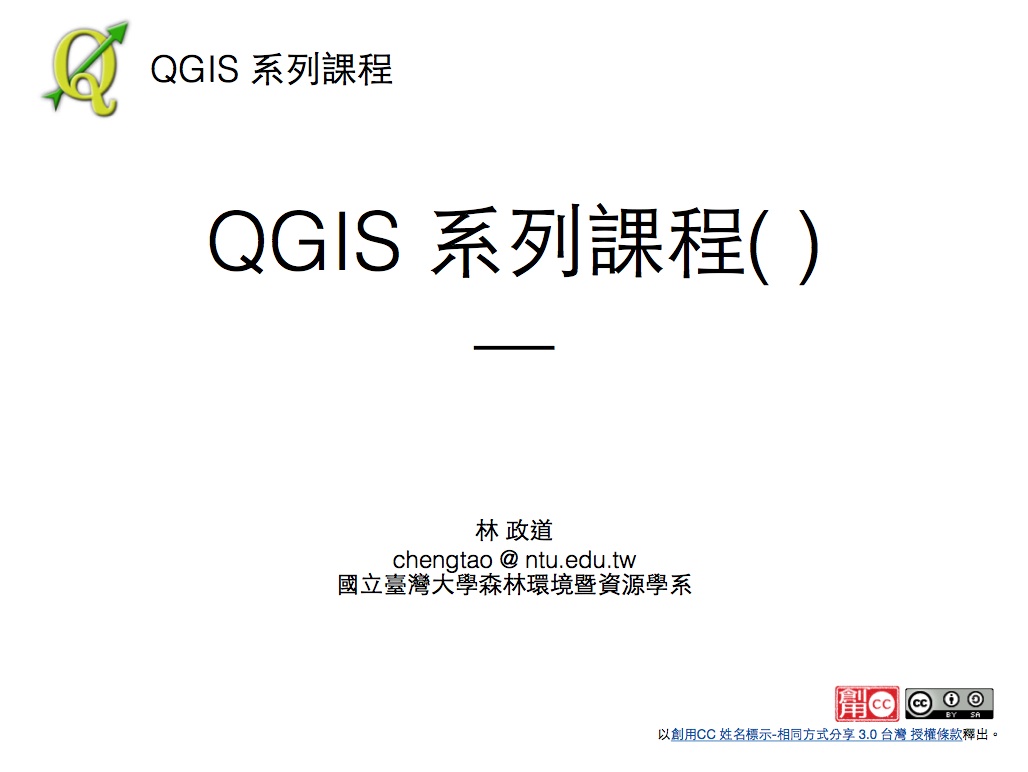 QGIS 系列課程
QGIS 系列課程( )
—
林 政道
chengtao @ ntu.edu.tw
國立臺灣大學森林環境暨資源學系
創用 CC
CC BY SA
以創用CC 姓名標示-相同方式分享 3.0 台灣 授權條款釋出。